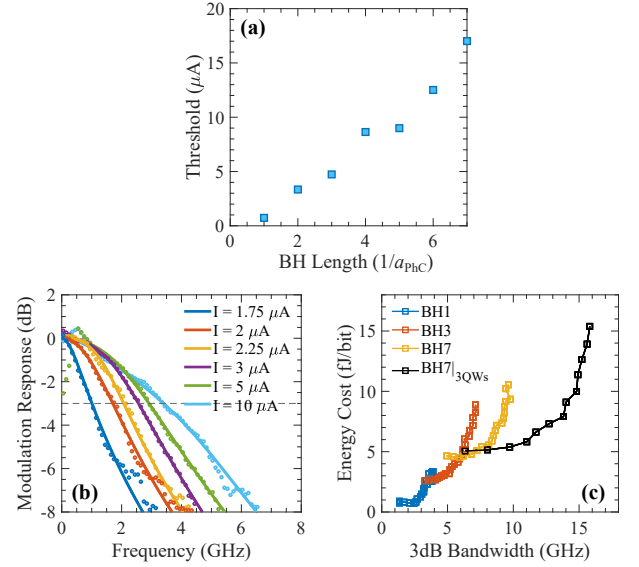 (a)
Threshold (μA)
20
15
10
5
0
0 2 4 6
BH Length (1/a_PhC)
Modulation Response (dB)
2
0
-2
-4
-6
-8
I = 1.75 μA
I = 2 μA
I = 2.25 μA
I = 3 μA
I = 5 μA
I = 10 μA
(b)
0 2 4 6 8
Frequency (GHz)
Energy Cost (fJ/bit)
15
10
5
0
BH1
BH3
BH7
BH7|3QWs
(c)
0 5 10 15
3dB Bandwidth (GHz)